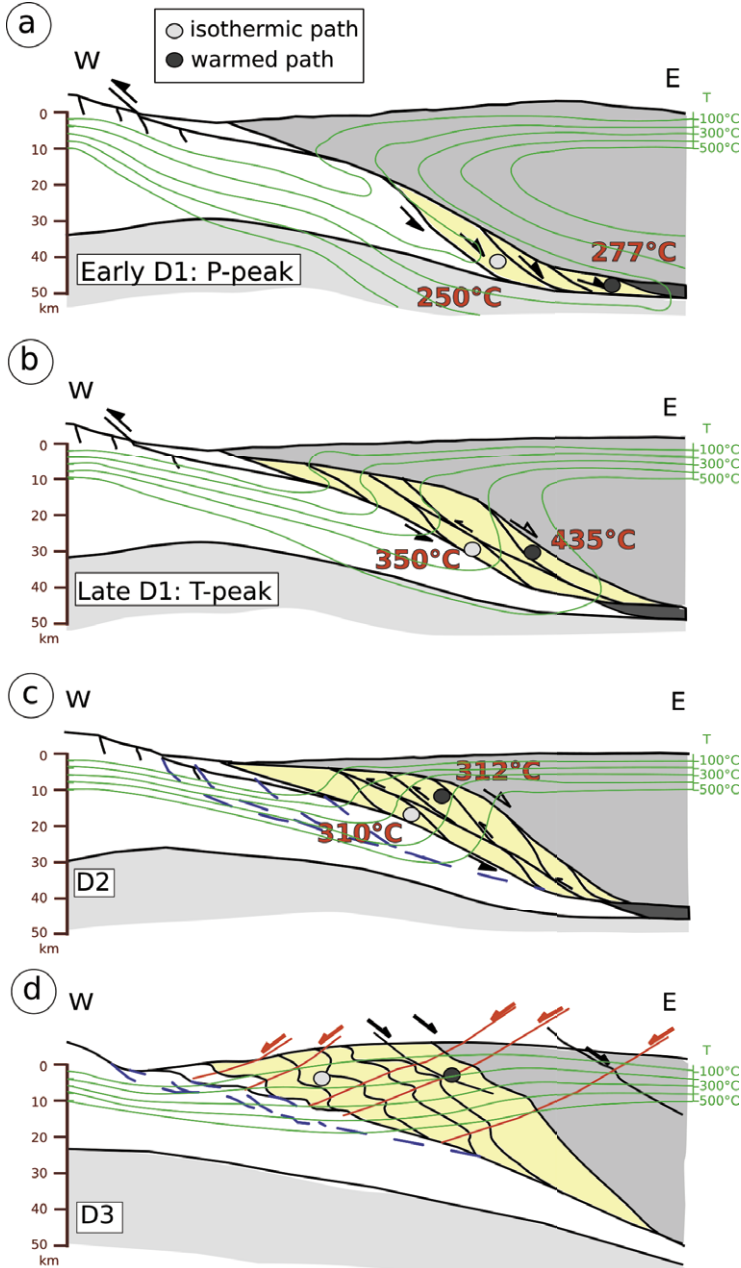 a
isothermic path
warmed path
W
E
T
0
100°C
300°C
500°C
10
20
30
40
277°C
Early D1: P-peak
250°C
50
km
b
W
E
T
0
100°C
300°C
500°C
10
20
30
350°C
435°C
40
Late D1: T-peak
50
km
c
W
E
T
0
100°C
300°C
500°C
312°C
10
20
310°C
30
40
D2
50
km
d
W
E
T
0
100°C
300°C
500°C
10
20
30
40
D3
50
km